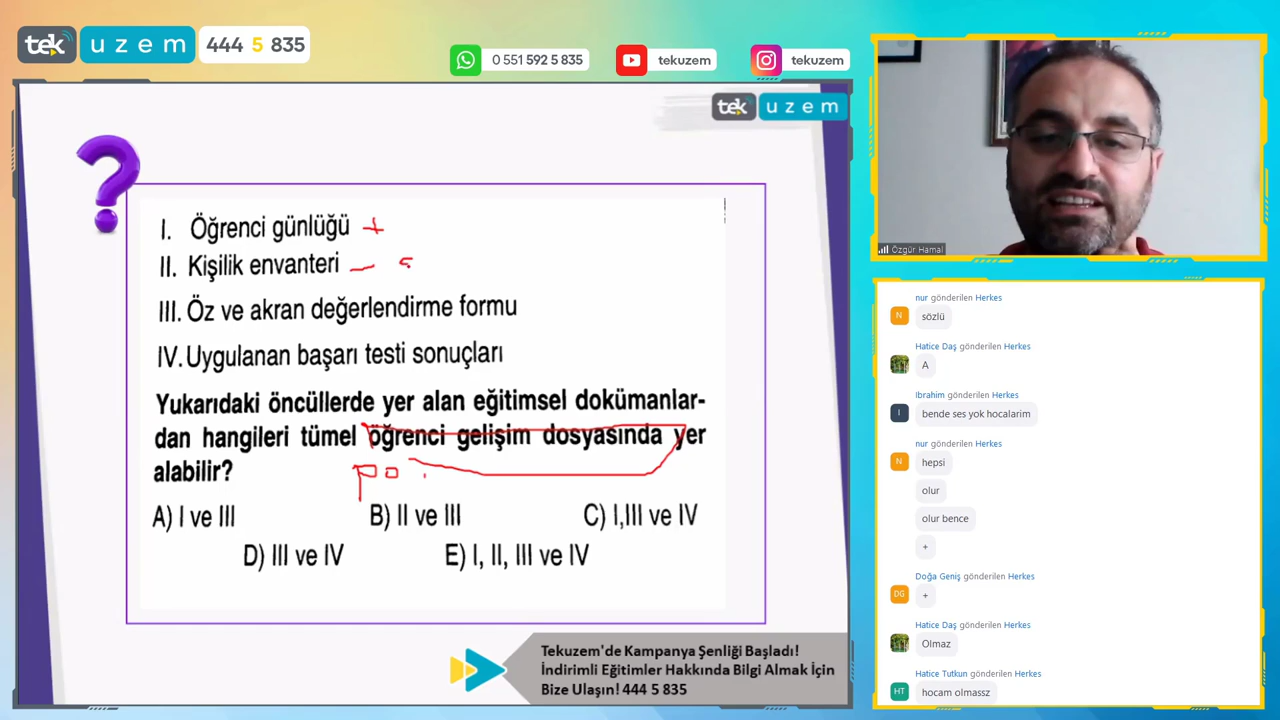 tek uzem 444 5 835
0 551 592 5 835
tekuzem
tekuzem
tek uzem
I. Öğrenci günlüğü +
II. Kişilik envanteri –
III. Öz ve akran değerlendirme formu
IV. Uygulanan başarı testi sonuçları
Yukarıdaki öncüllerde yer alan eğitimsel dokümanlar-
dan hangileri tümel öğrenci gelişim dosyasında yer
alabilir?
po
A) I ve III B) II ve III C) I,III ve IV
D) III ve IV E) I, II, III ve IV
Tekuzem'de Kampanya Şenliği Başladı!
İndirimli Eğitimler Hakkında Bilgi Almak İçin
Bize Ulaşın! 444 5 835
Özgür Hamal
nur gönderilen Herkes
N sözlü
Hatice Daş gönderilen Herkes
A
Ibrahim gönderilen Herkes
I bende ses yok hocalarim
nur gönderilen Herkes
N hepsi
olur
olur bence
+
Doğa Geniş gönderilen Herkes
DG +
Hatice Daş gönderilen Herkes
Olmaz
Hatice Tutkun gönderilen Herkes
HT hocam olmassz